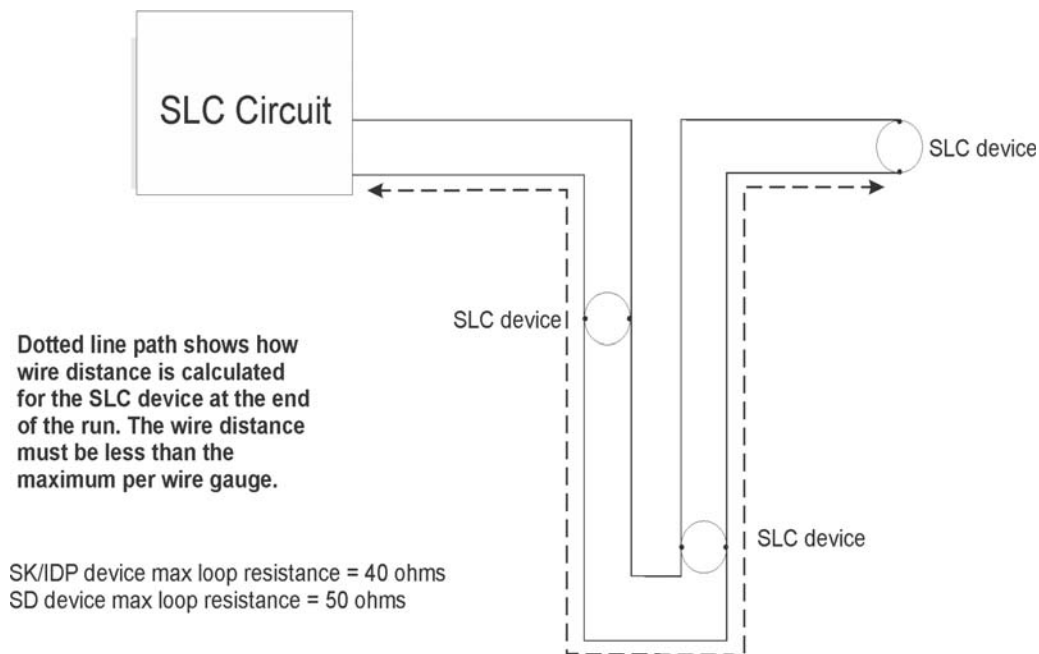 SLC Circuit
SLC device
SLC device
Dotted line path shows how
wire distance is calculated
for the SLC device at the end
of the run. The wire distance
must be less than the
maximum per wire gauge.
SLC device
SK/IDP device max loop resistance = 40 ohms
SD device max loop resistance = 50 ohms